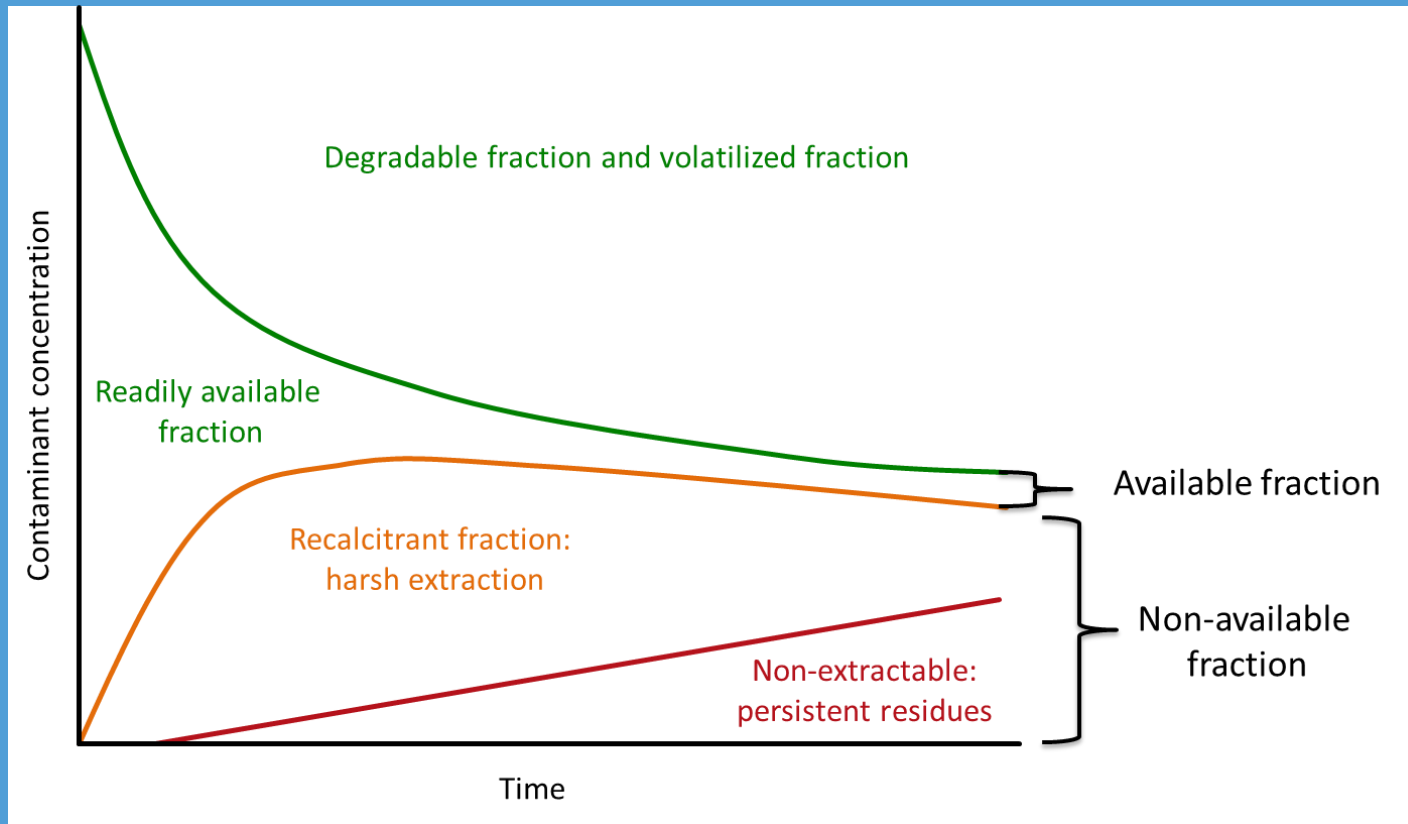 Degradable fraction and volatilized fraction
Contaminant concentration
Readily available
fraction
Available fraction
Recalcitrant fraction:
harsh extraction
Non-available
fraction
Non-extractable:
persistent residues
Time